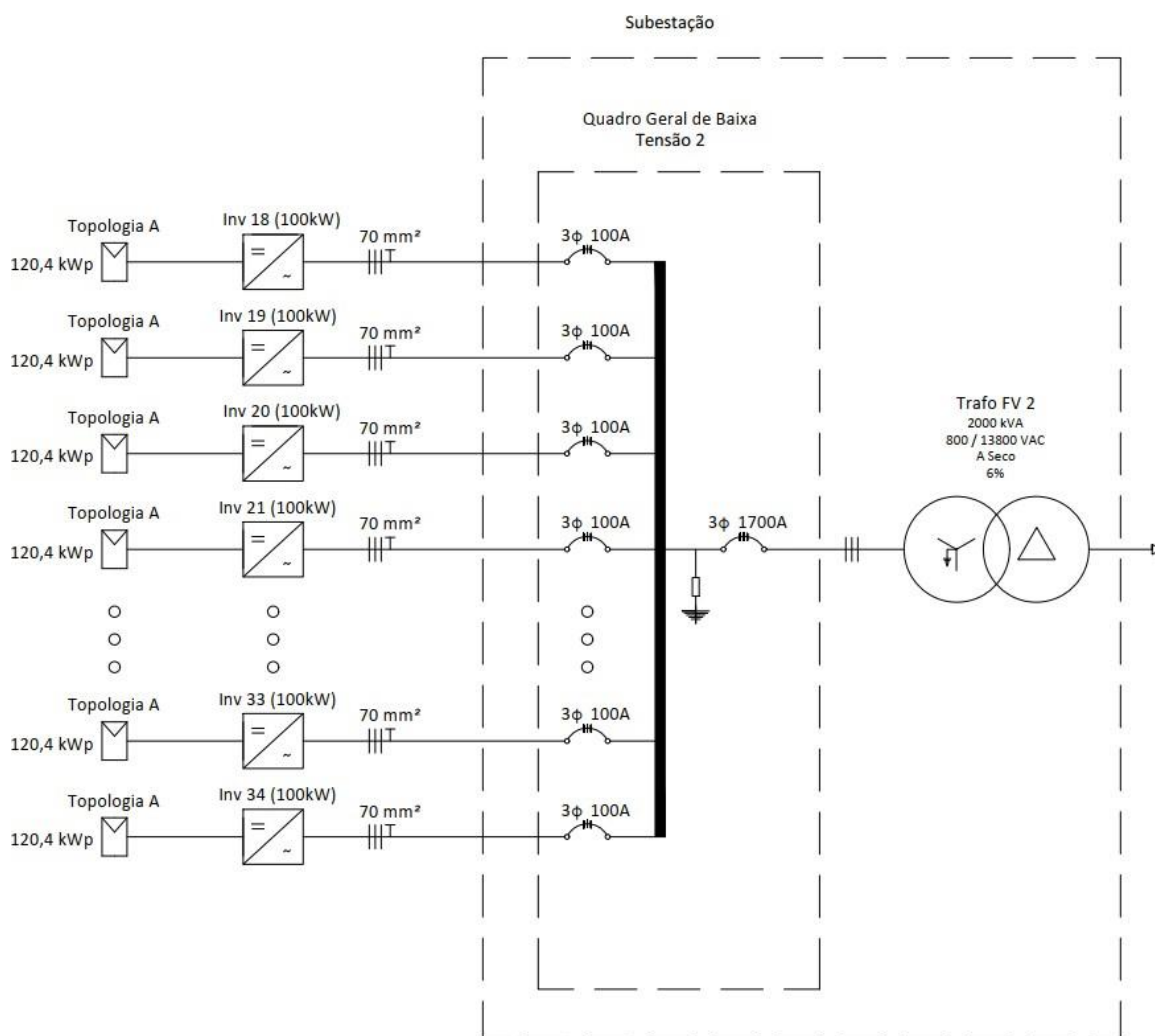 Subestação
Quadro Geral de Baixa
Tensão 2
Topologia A
Inv 18 (100kW)
70 mm²
3ϕ 100A
120,4 kWp
Topologia A
Inv 19 (100kW)
70 mm²
3ϕ 100A
120,4 kWp
Topologia A
Inv 20 (100kW)
70 mm²
3ϕ 100A
120,4 kWp
Trafo FV 2
2000 kVA
800 / 13800 VAC
A Seco
6%
Topologia A
Inv 21 (100kW)
70 mm²
3ϕ 100A
3ϕ 1700A
120,4 kWp
Topologia A
Inv 33 (100kW)
70 mm²
3ϕ 100A
120,4 kWp
Topologia A
Inv 34 (100kW)
70 mm²
3ϕ 100A
120,4 kWp